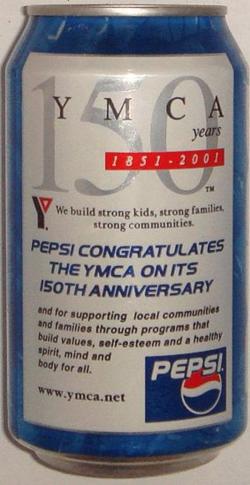 150
YMCA
years
1851-2001
TM
Y We build strong kids, strong families,
strong communities.
PEPSI CONGRATULATES
THE YMCA ON ITS
150TH ANNIVERSARY
and for supporting local communities
and families through programs that
build values, self-esteem and a healthy
spirit, mind and
body for all.
PEPSI
www.ymca.net